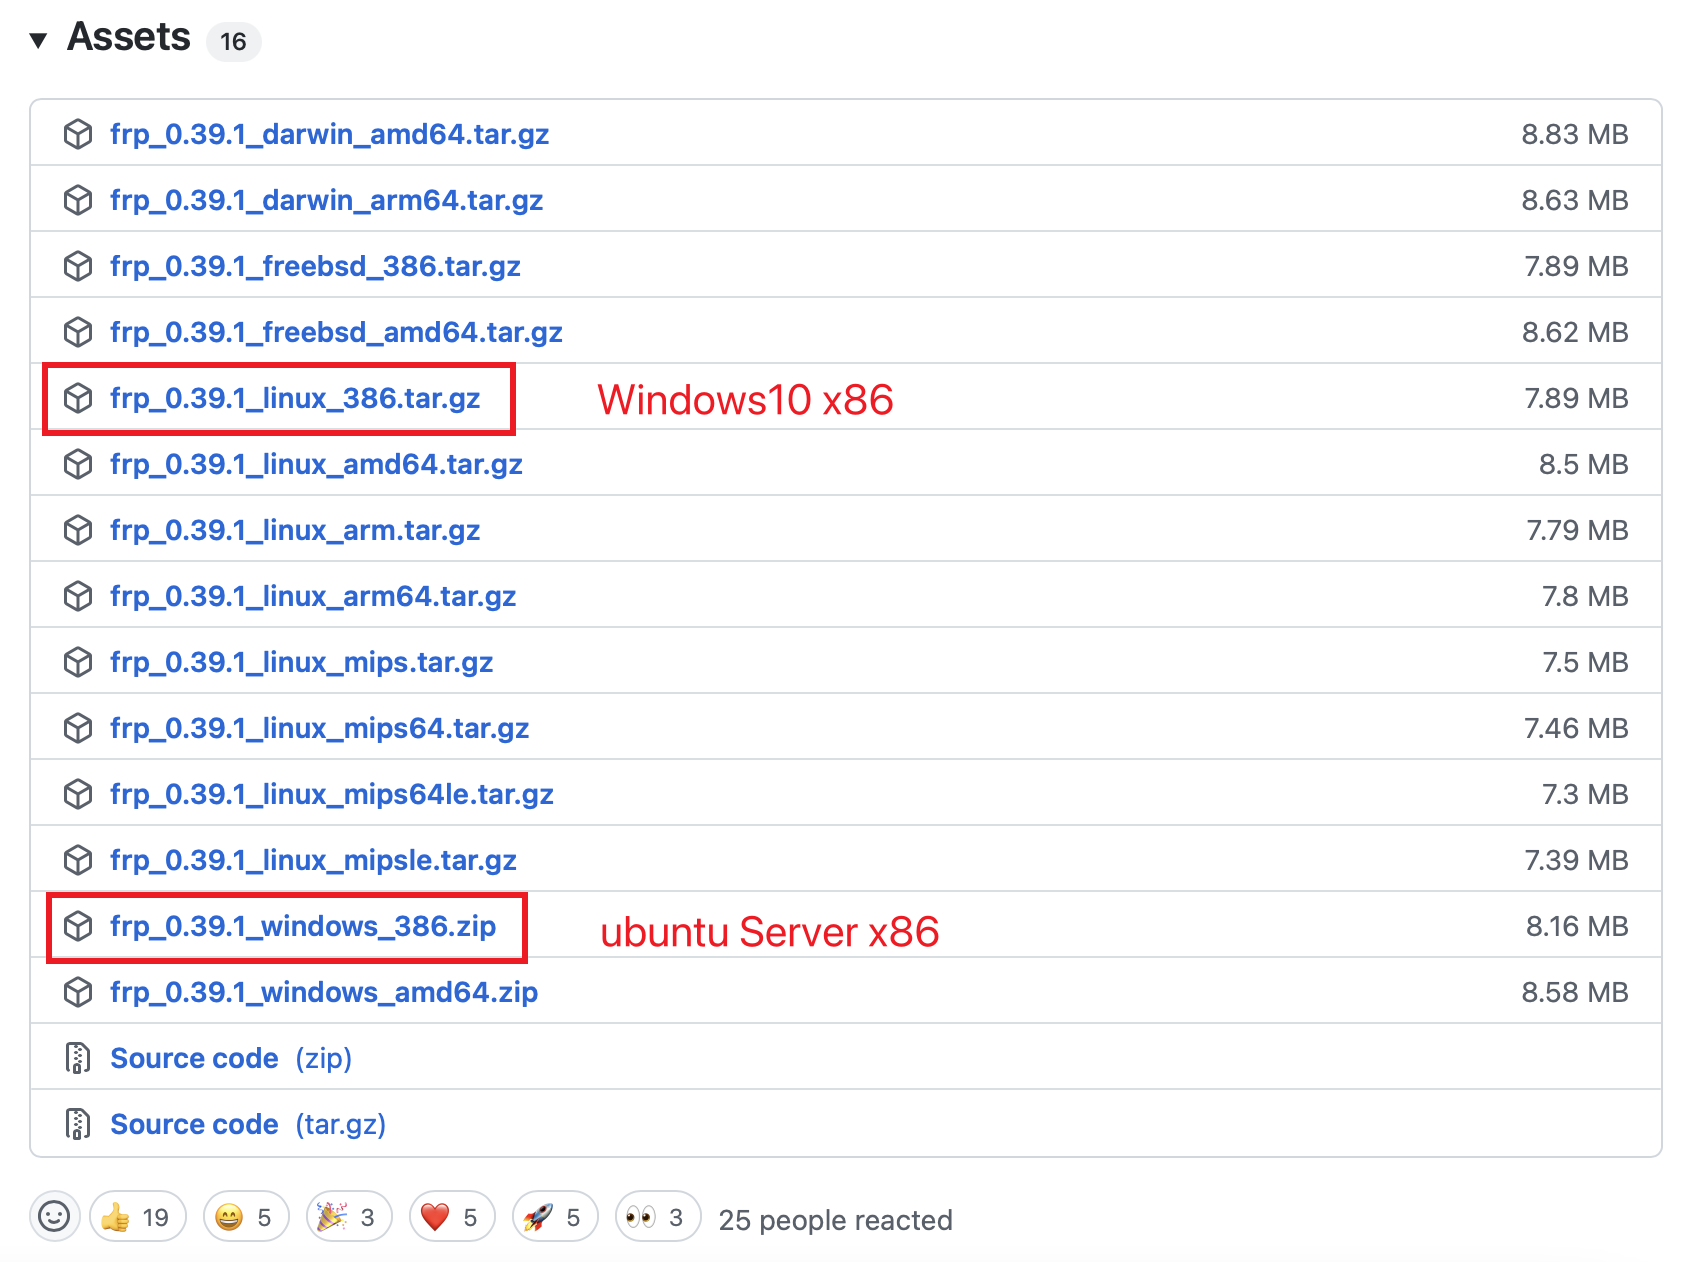 Assets 16
frp_0.39.1_darwin_amd64.tar.gz 8.83 MB
frp_0.39.1_darwin_arm64.tar.gz 8.63 MB
frp_0.39.1_freebsd_386.tar.gz 7.89 MB
frp_0.39.1_freebsd_amd64.tar.gz 8.62 MB
frp_0.39.1_linux_386.tar.gz Windows10 x86 7.89 MB
frp_0.39.1_linux_amd64.tar.gz 8.5 MB
frp_0.39.1_linux_arm.tar.gz 7.79 MB
frp_0.39.1_linux_arm64.tar.gz 7.8 MB
frp_0.39.1_linux_mips.tar.gz 7.5 MB
frp_0.39.1_linux_mips64.tar.gz 7.46 MB
frp_0.39.1_linux_mips64le.tar.gz 7.3 MB
frp_0.39.1_linux_mipsle.tar.gz 7.39 MB
frp_0.39.1_windows_386.zip ubuntu Server x86 8.16 MB
frp_0.39.1_windows_amd64.zip 8.58 MB
Source code (zip)
Source code (tar.gz)
19 5 3 5 5 3 25 people reacted